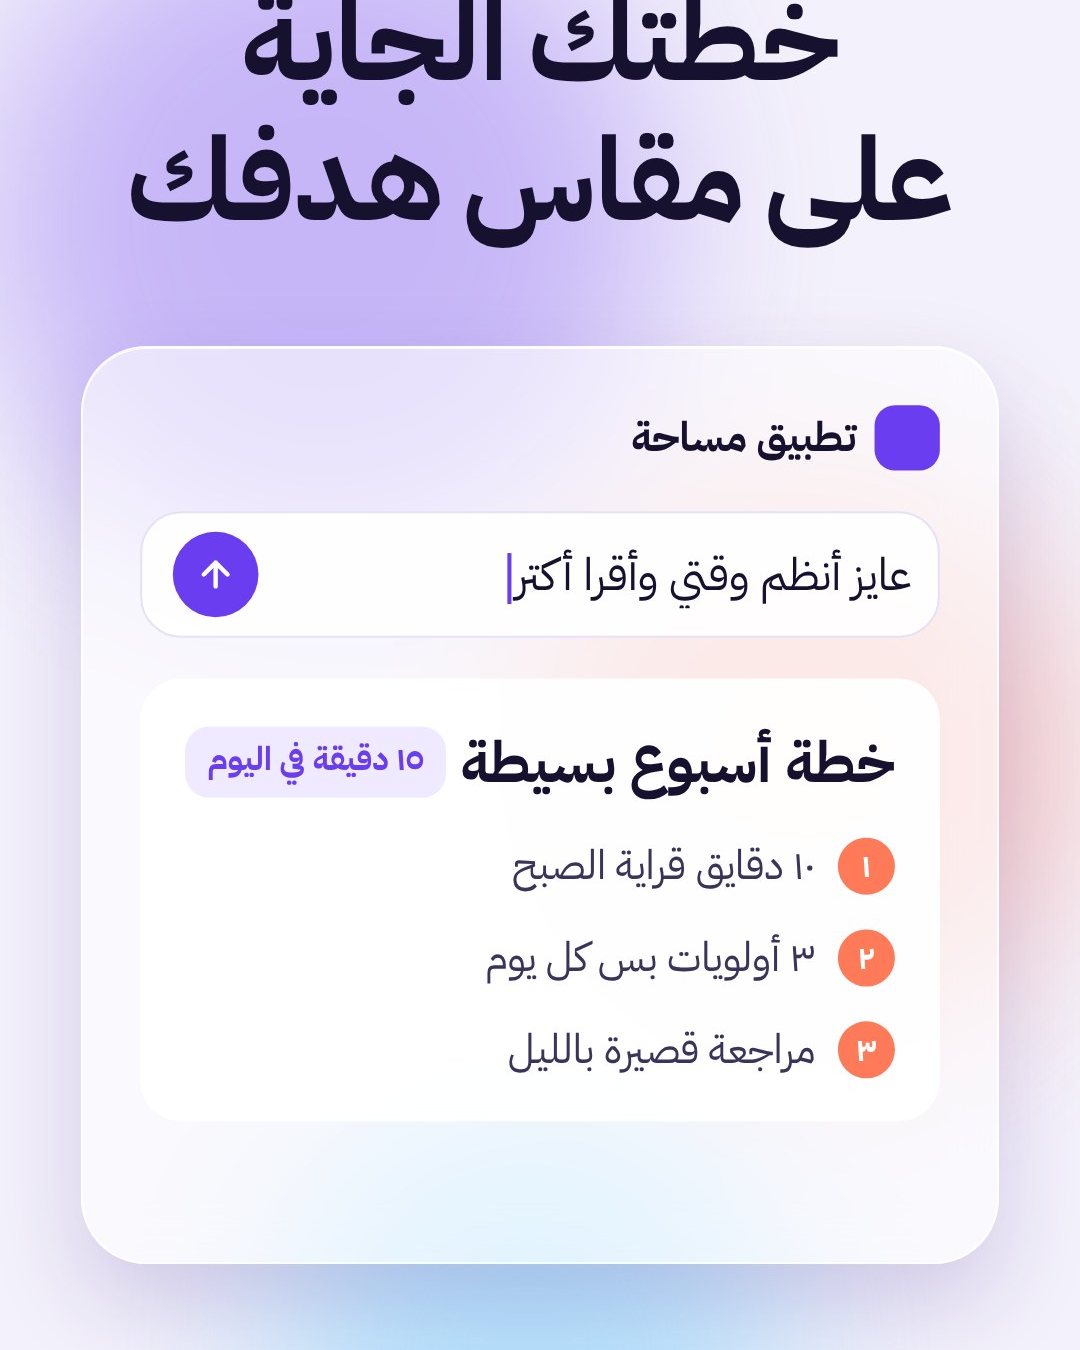 خطتك الجاية
على مقاس هدفك
تطبيق مساحة
عايز أنظم وقتي وأقرا أكتر
خطة أسبوع بسيطة
١٥ دقيقة في اليوم
١ ١٠ دقايق قراية الصبح
٢ ٣ أولويات بس كل يوم
٣ مراجعة قصيرة بالليل